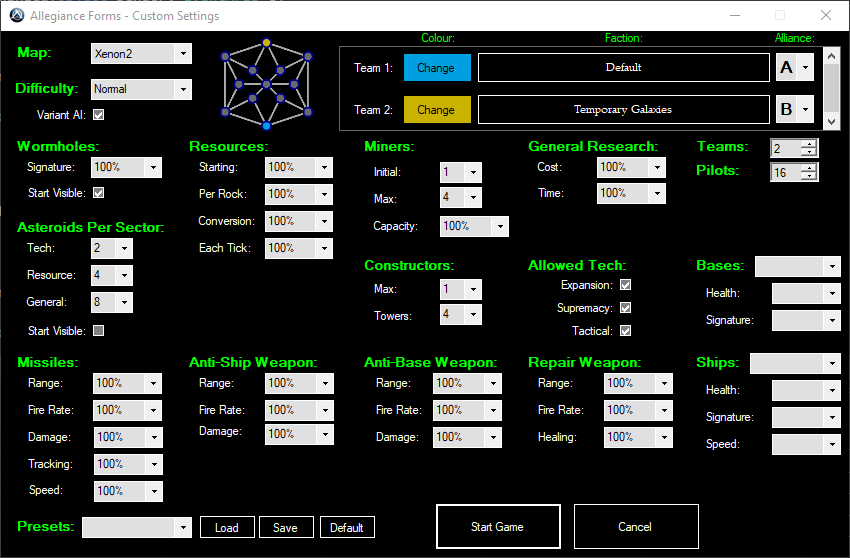 Allegiance Forms - Custom Settings
Colour: Faction: Alliance:
Map: Xenon2
Team 1: Change Default A
Difficulty: Normal
Team 2: Change Temporary Galaxies B
Variant AI:
Wormholes: Resources: Miners: General Research: Teams: 2
Signature: 100% Starting: 100% Initial: 1 Cost: 100% Pilots: 16
Start Visible: Per Rock: 100% Max: 4 Time: 100%
Asteroids Per Sector: Conversion: 100% Capacity: 100%
Tech: 2 Each Tick: 100%
Resource: 4 Constructors: Allowed Tech: Bases:
General: 8 Max: 1 Expansion: Health:
Towers: 4 Supremacy: Signature:
Start Visible: Tactical:
Missiles: Anti-Ship Weapon: Anti-Base Weapon: Repair Weapon: Ships:
Range: 100% Range: 100% Range: 100% Range: 100% Health:
Fire Rate: 100% Fire Rate: 100% Fire Rate: 100% Fire Rate: 100% Signature:
Damage: 100% Damage: 100% Damage: 100% Healing: 100% Speed:
Tracking: 100%
Speed: 100%
Presets: Load Save Default Start Game Cancel